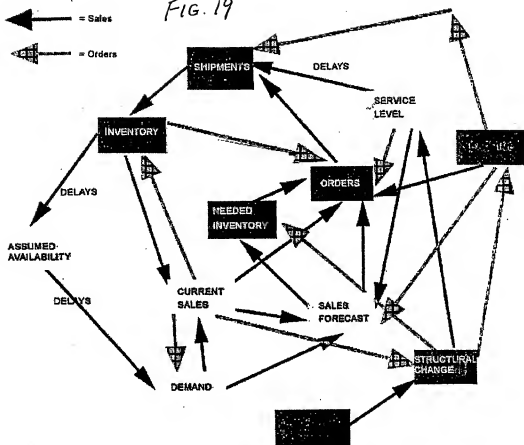 FIG. 19
= Sales
= Orders
SHIPMENTS
DELAYS
SERVICE
LEVEL
INVENTORY
ORDERS
DELAYS
NEEDED
INVENTORY
ASSUMED
AVAILABILITY
DELAYS
CURRENT
SALES
SALES
FORECAST
STRUCTURAL
CHANGE
DEMAND